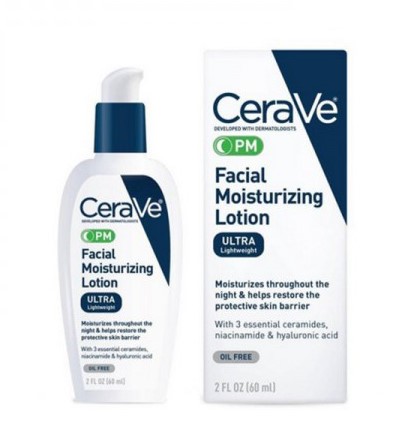 CeraVe
DEVELOPED WITH DERMATOLOGISTS
PM
Facial
Moisturizing
Lotion
ULTRA
Lightweight
Moisturizes throughout the
night & helps restore the
protective skin barrier
With 3 essential ceramides,
niacinamide & hyaluronic acid
OIL FREE
2 FL OZ (60 ml)
CeraVe
DEVELOPED WITH DERMATOLOGISTS
PM
Facial
Moisturizing
Lotion
ULTRA
Lightweight
Moisturizes throughout the
night & helps restore the
protective skin barrier
With 3 essential ceramides,
niacinamide & hyaluronic acid
OIL FREE
2 FL OZ (60 ml)